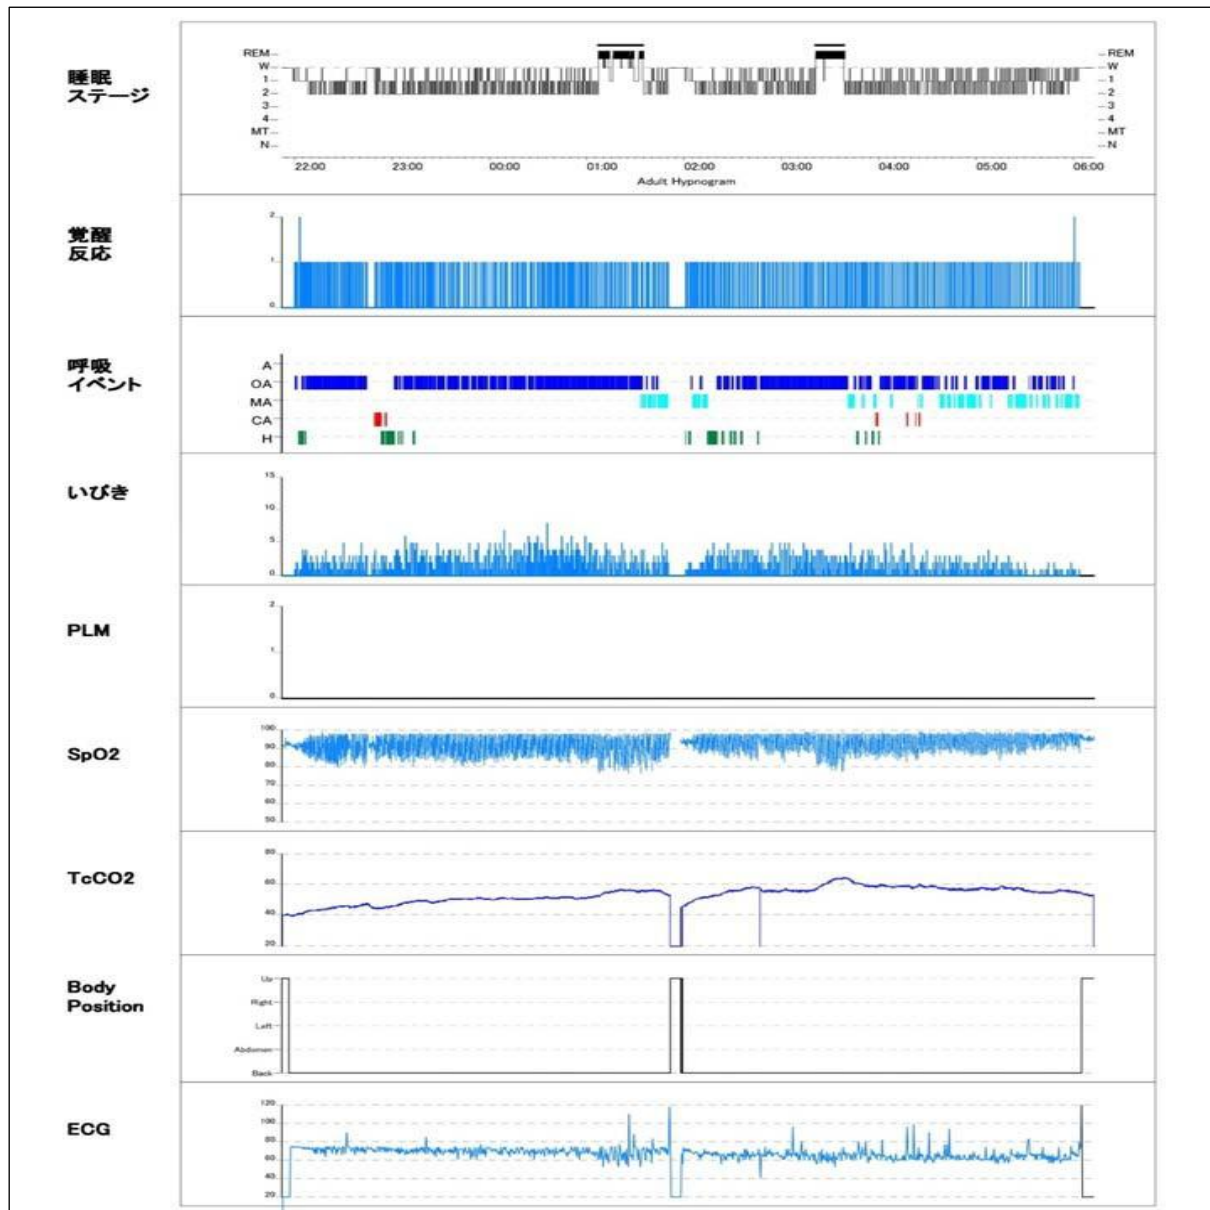 睡眠
ステージ
REM
W
1
2
3
4
MT
N
REM
W
1
2
3
4
MT
N
22:00 23:00 00:00 01:00 02:00 03:00 04:00 05:00 06:00
Adult Hypnogram
覚醒
反応
2
1
0
呼吸
イベント
A
OA
MA
CA
H
いびき
15
10
5
0
PLM
2
1
0
SpO2
100
90
80
70
60
50
TcCO2
80
60
40
20
Body
Position
Up
Right
Left
Abdomen
Back
ECG
120
100
80
60
40
20